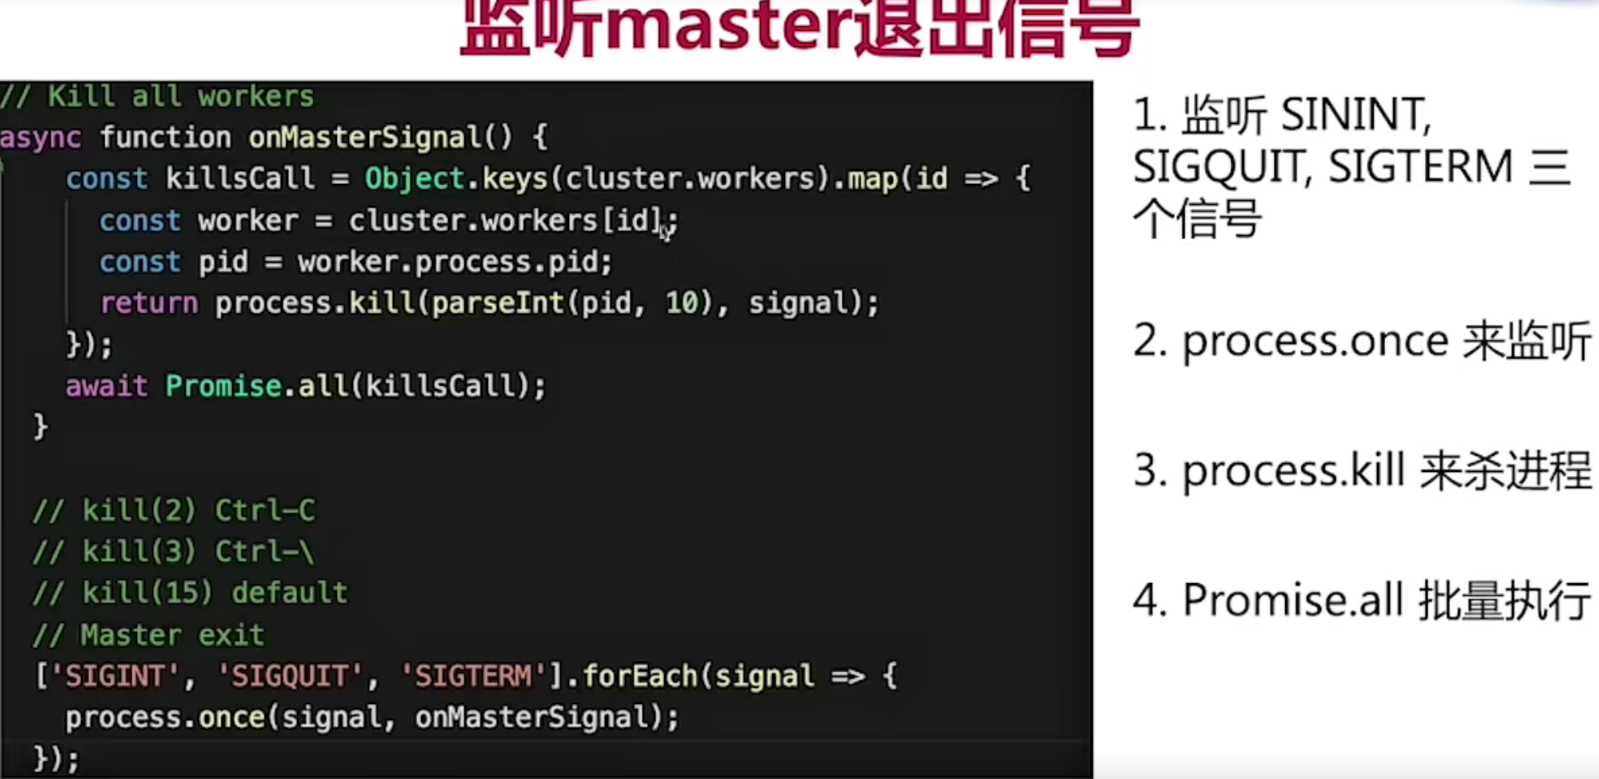 监听master退出信号
// Kill all workers
async function onMasterSignal() {
const killsCall = Object.keys(cluster.workers).map(id => {
const worker = cluster.workers[id];
const pid = worker.process.pid;
return process.kill(parseInt(pid, 10), signal);
});
await Promise.all(killsCall);
}
// kill(2) Ctrl-C
// kill(3) Ctrl-\
// kill(15) default
// Master exit
['SIGINT', 'SIGQUIT', 'SIGTERM'].forEach(signal => {
process.once(signal, onMasterSignal);
});
1. 监听 SININT,
SIGQUIT, SIGTERM 三
个信号
2. process.once 来监听
3. process.kill 来杀进程
4. Promise.all 批量执行